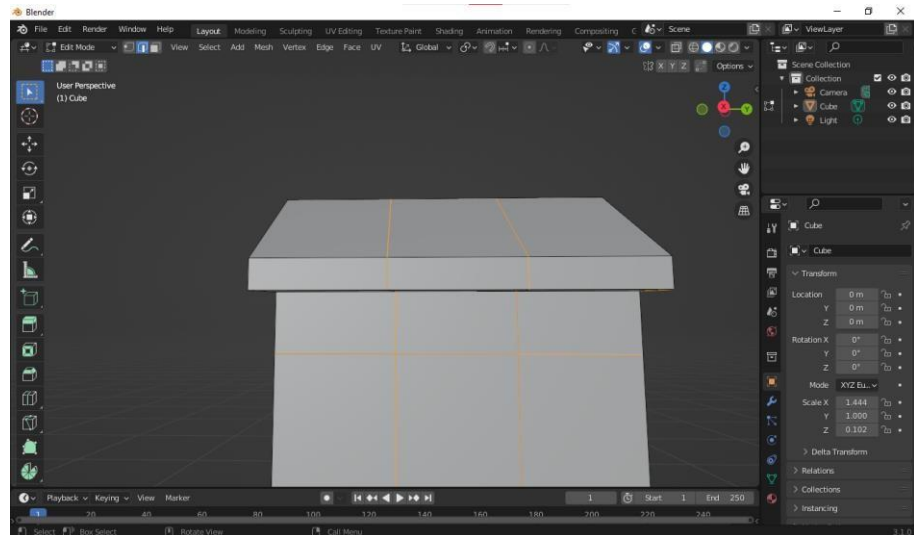 Blender
File Edit Render Window Help Layout Modeling Sculpting UV Editing Texture Paint Shading Animation Rendering Compositing Scene ViewLayer
Edit Mode View Select Add Mesh Vertex Edge Face UV Global
X Y Z Options
User Perspective
(1) Cube
Z
Y
Scene Collection
Collection
Camera
Cube
Light
Cube
Cube
Transform
Location 0 m
Y 0 m
Z 0 m
Rotation X 0°
Y 0°
Z 0°
Mode XYZ Eu..
Scale X 1.444
Y 1.000
Z 0.102
Delta Transform
Relations
Collections
Instancing
Playback Keying View Marker 1 Start 1 End 250
1 20 40 60 80 100 120 140 160 180 200 220 240
Select Box Select Rotate View Call Menu 3.1.0